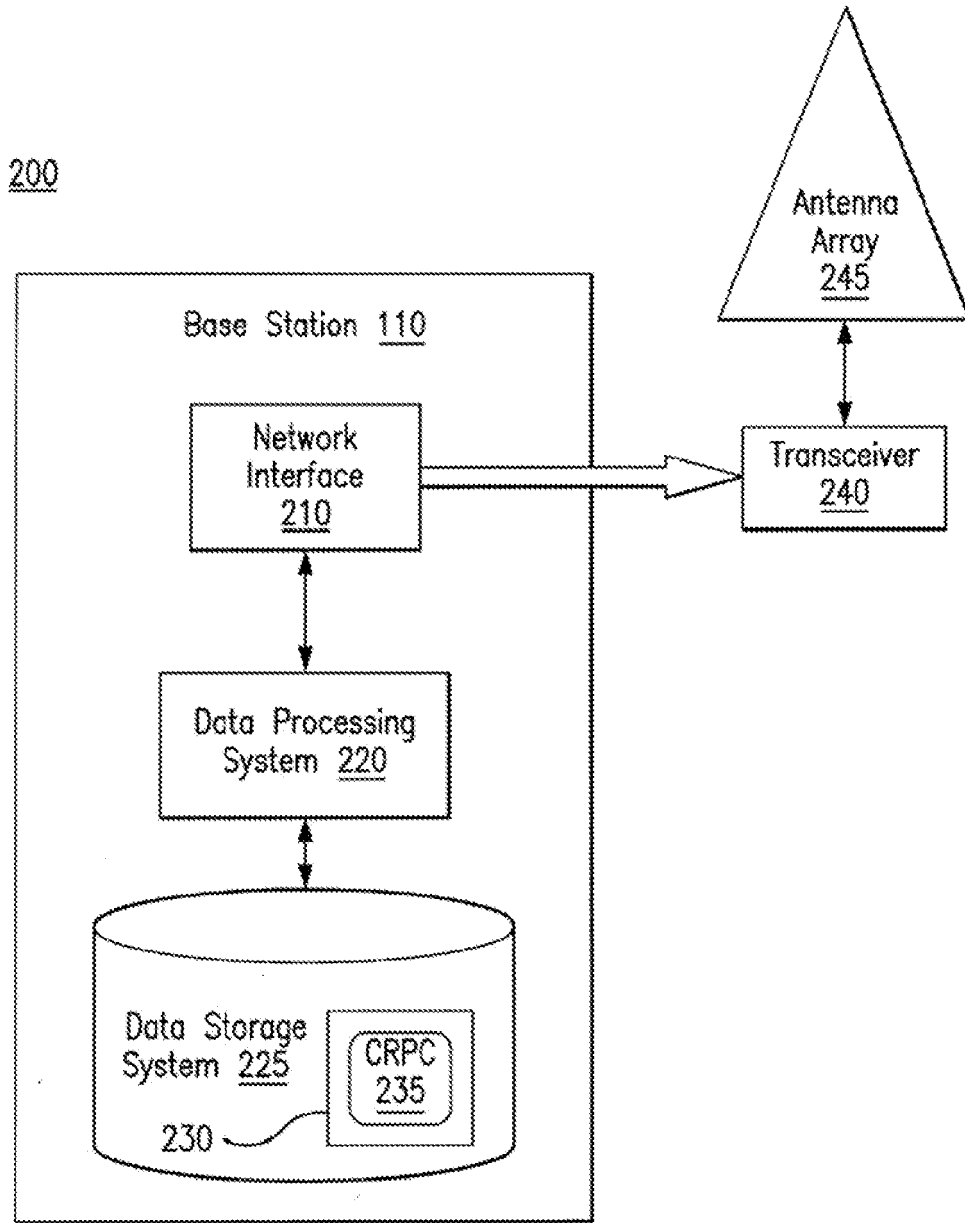 200
Antenna
Array
245
Base Station 110
Network
Interface
210
Transceiver
240
Data Processing
System 220
Data Storage
System 225
CRPC
235
230